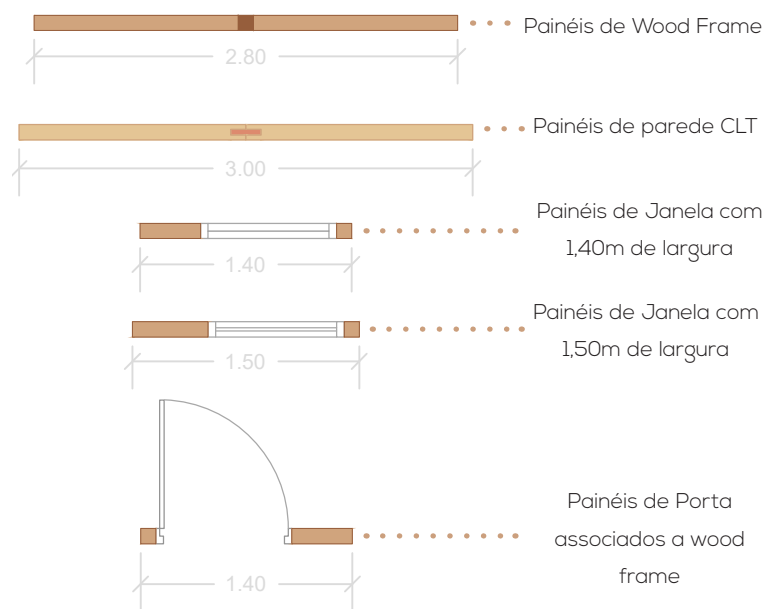 Painéis de Wood Frame
2.80
Painéis de parede CLT
3.00
Painéis de Janela com
1,40m de largura
1.40
Painéis de Janela com
1,50m de largura
1.50
Painéis de Porta
associados a wood
frame
1.40